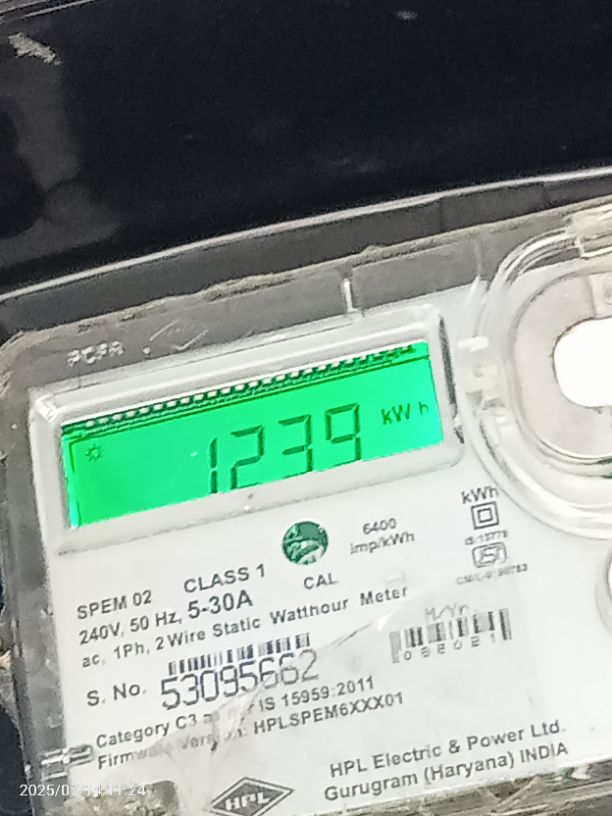 1239 kWh
6400
imp/kWh
kWh
CAL
SPEM 02 CLASS 1
240V, 50 Hz, 5-30A
ac, 1Ph, 2 Wire Static Watthour Meter
S. No. 53095662
Category C3 IS 15959:2011
Firmware Version: HPLSPEM6XXX01
HPL Electric & Power Ltd.
Gurugram (Haryana) INDIA
HPL